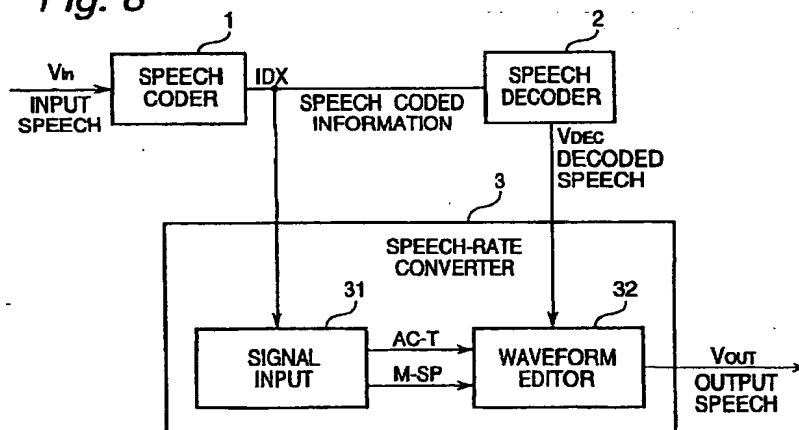 Fig. 8
1
2
Vin
INPUT
SPEECH
SPEECH
CODER
IDX
SPEECH CODED
INFORMATION
SPEECH
DECODER
VDEC
DECODED
SPEECH
3
SPEECH-RATE
CONVERTER
31
32
SIGNAL
INPUT
AC-T
M-SP
WAVEFORM
EDITOR
VOUT
OUTPUT
SPEECH